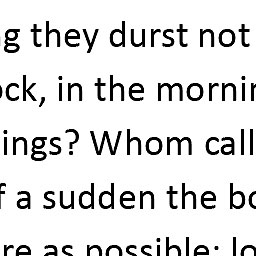 g they durst not
ock, in the mornin
ings? Whom call
f a sudden the bo
re as possible; lo